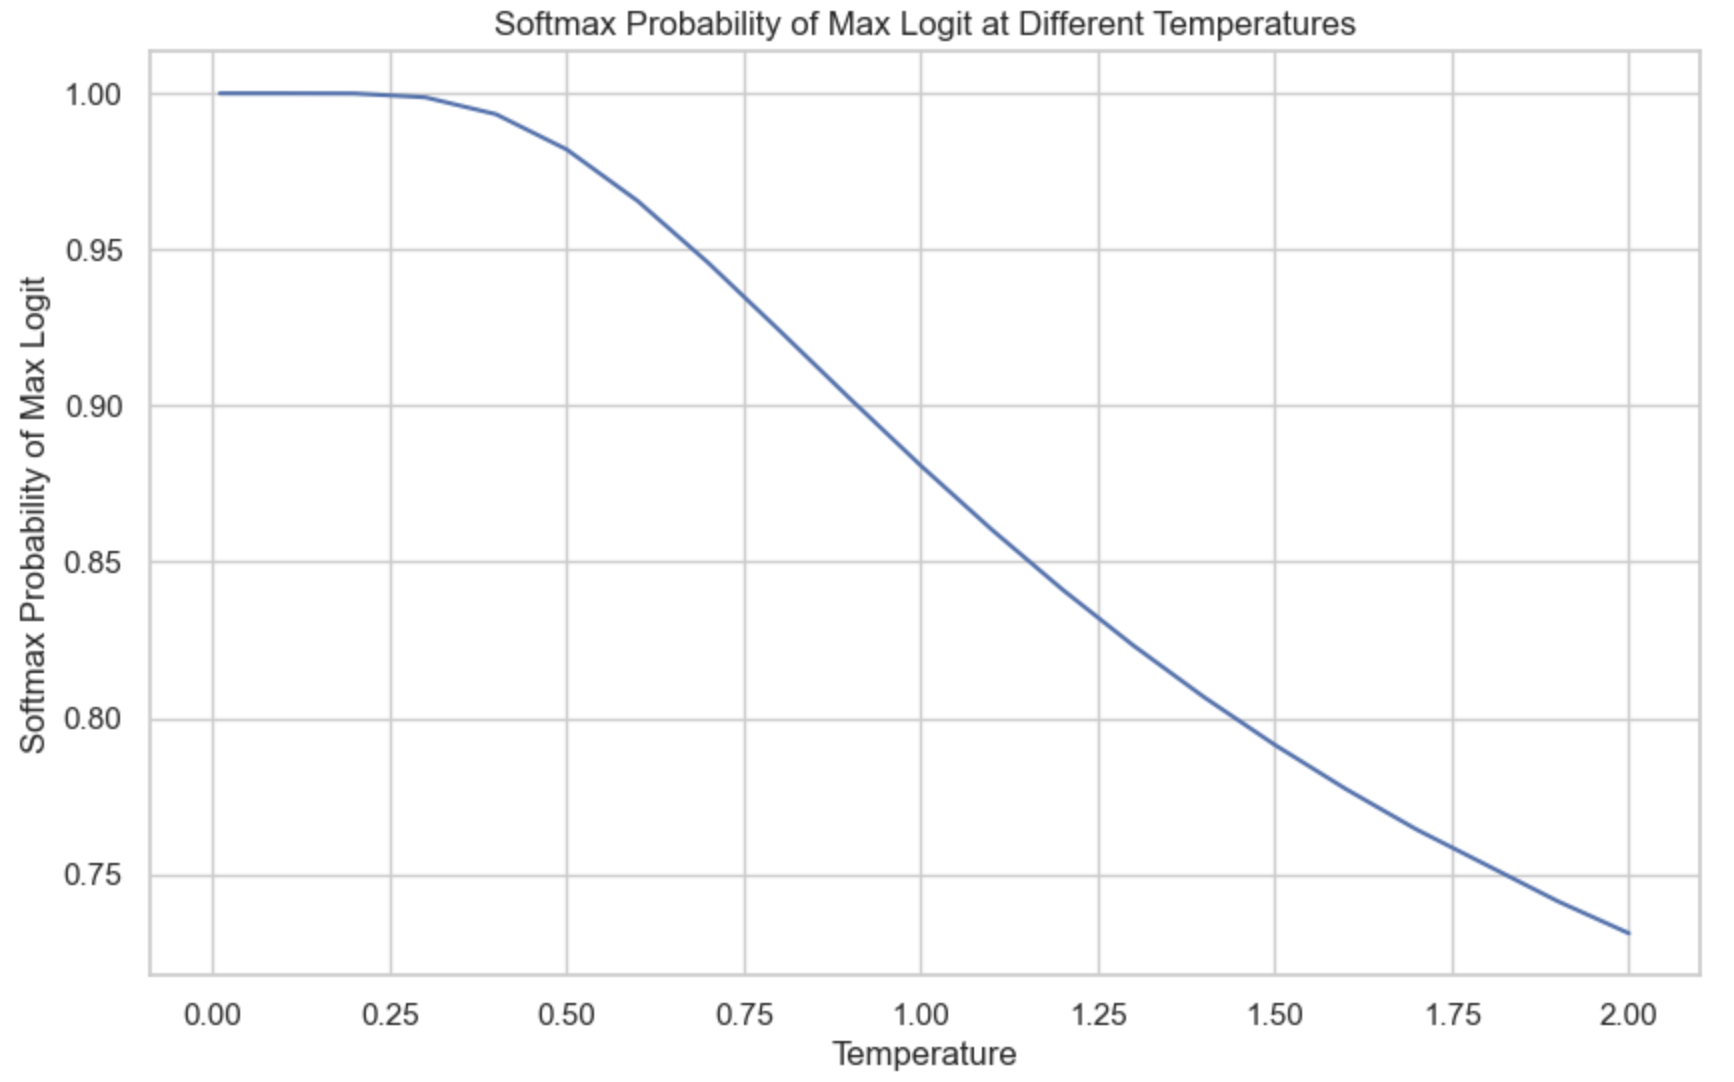 Softmax Probability of Max Logit at Different Temperatures
Softmax Probability of Max Logit
1.00
0.95
0.90
0.85
0.80
0.75
0.00 0.25 0.50 0.75 1.00 1.25 1.50 1.75 2.00
Temperature